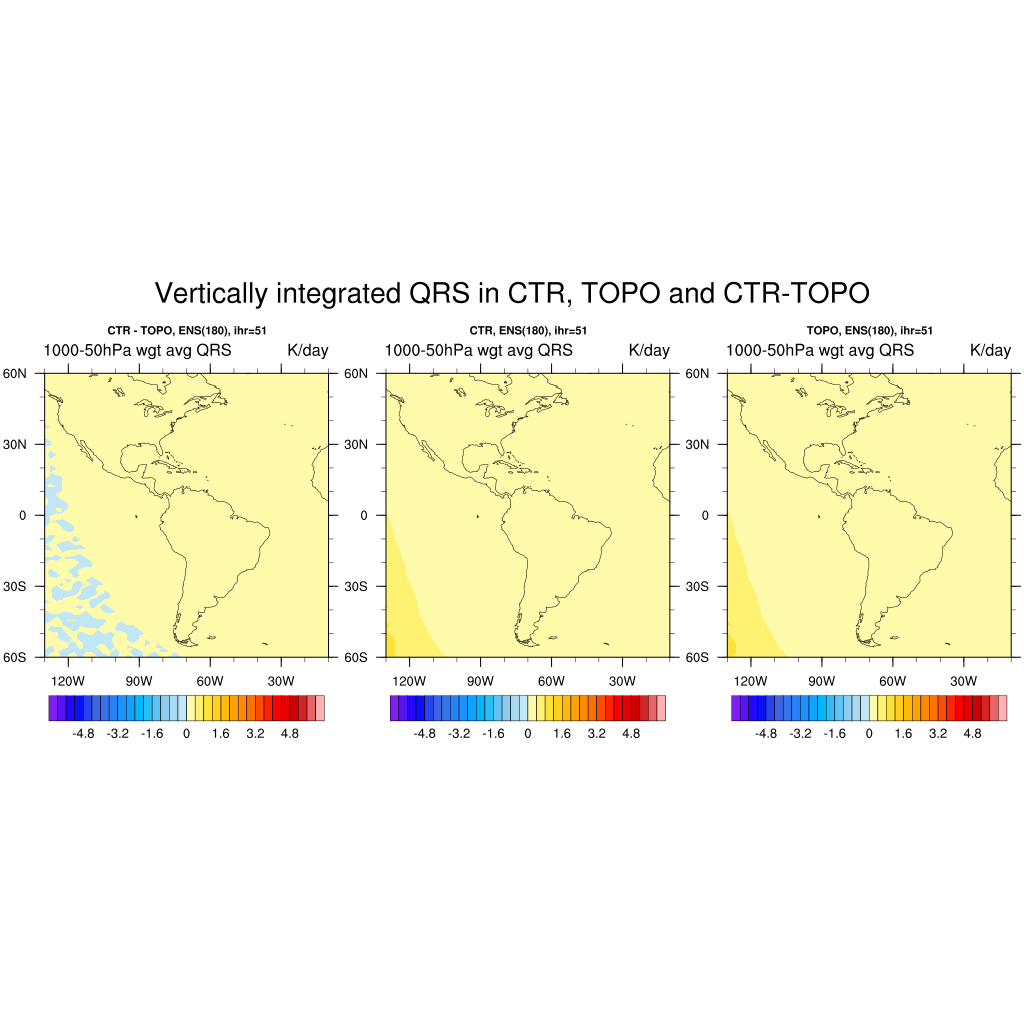 Vertically integrated QRS in CTR, TOPO and CTR-TOPO
CTR - TOPO, ENS(180), ihr=51
1000-50hPa wgt avg QRS K/day
60N
30N
0
30S
60S
120W 90W 60W 30W
-4.8 -3.2 -1.6 0 1.6 3.2 4.8
CTR, ENS(180), ihr=51
1000-50hPa wgt avg QRS K/day
60N
30N
0
30S
60S
120W 90W 60W 30W
-4.8 -3.2 -1.6 0 1.6 3.2 4.8
TOPO, ENS(180), ihr=51
1000-50hPa wgt avg QRS K/day
60N
30N
0
30S
60S
120W 90W 60W 30W
-4.8 -3.2 -1.6 0 1.6 3.2 4.8